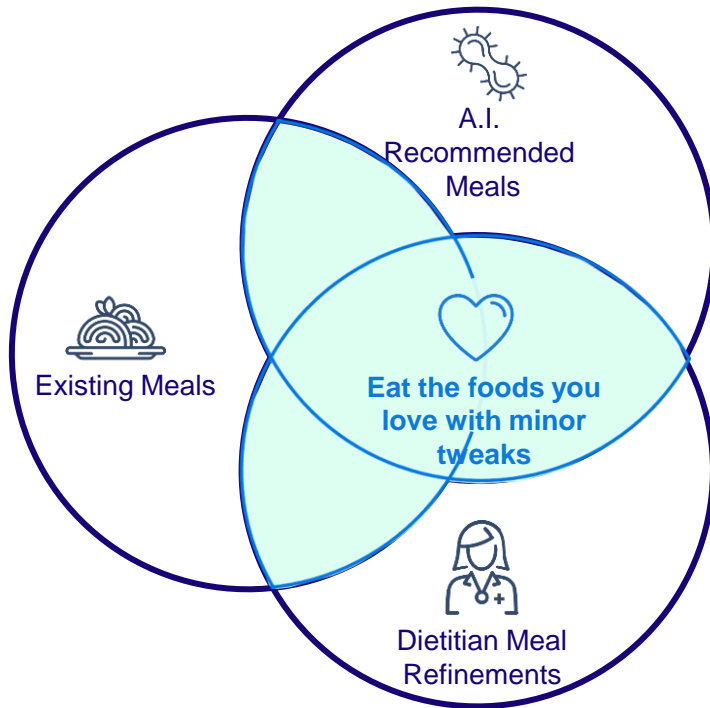 A.I.
Recommended
Meals
Existing Meals
Eat the foods you
love with minor
tweaks
Dietitian Meal
Refinements